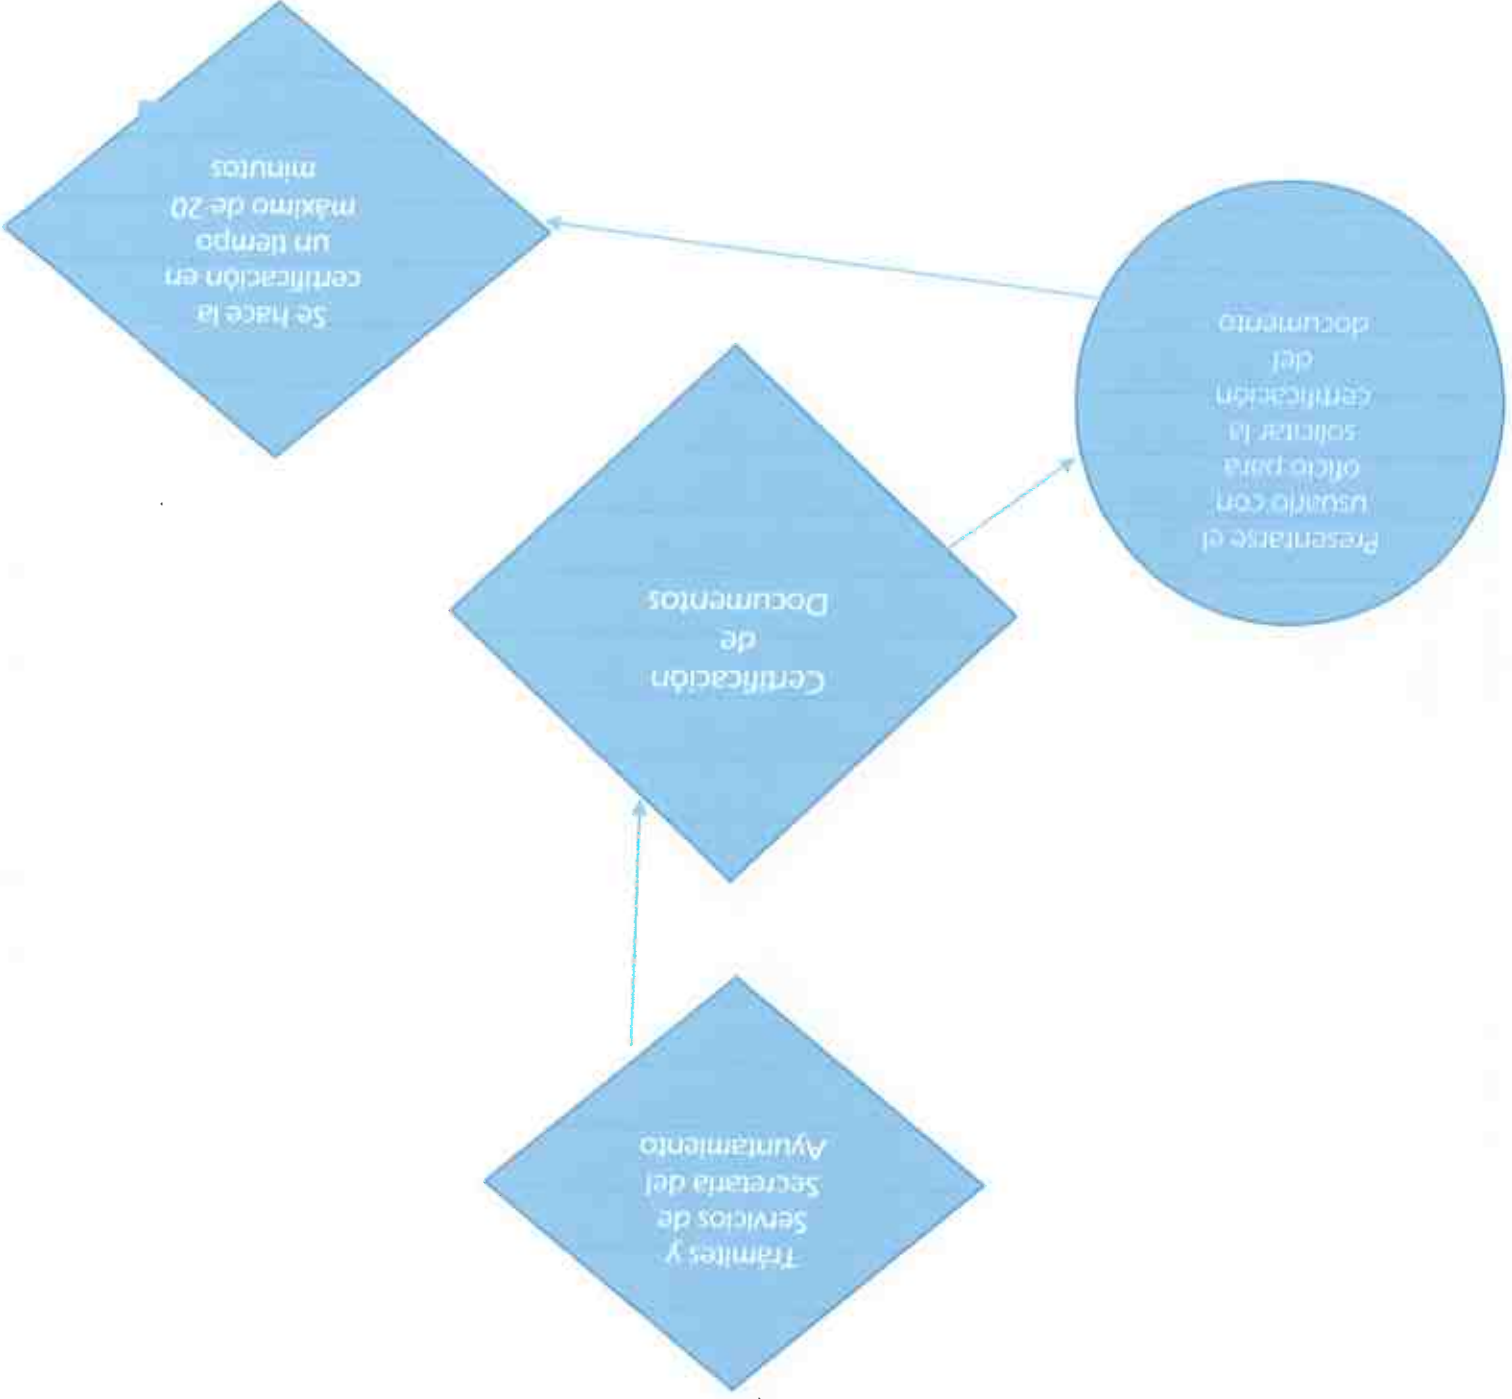 Trámites y
Servicios de
Secretaría del
Ayuntamiento
Certificación
de
Documentos
Presentarse el
usuario con
oficio para
solicitar la
certificación
del
documento
Se hace la
certificación en
un tiempo
máximo de 20
minutos